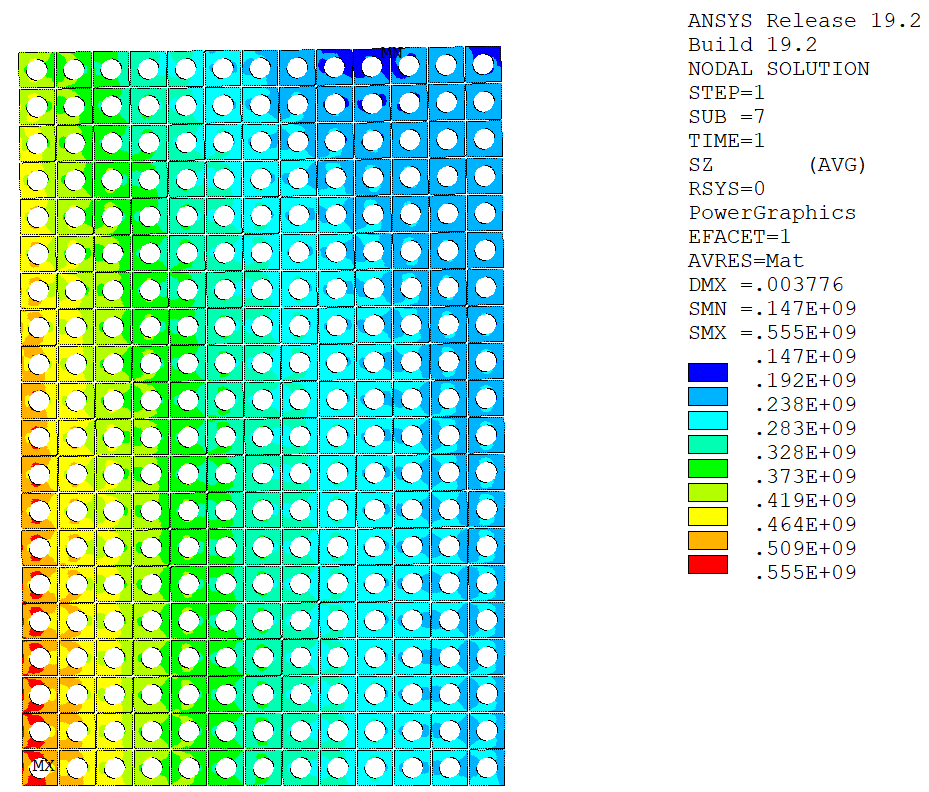 ANSYS Release 19.2
Build 19.2
NODAL SOLUTION
STEP=1
SUB =7
TIME=1
SZ (AVG)
RSYS=0
PowerGraphics
EFACET=1
AVRES=Mat
DMX =.003776
SMN =.147E+09
SMX =.555E+09
.147E+09
.192E+09
.238E+09
.283E+09
.328E+09
.373E+09
.419E+09
.464E+09
.509E+09
.555E+09
MX